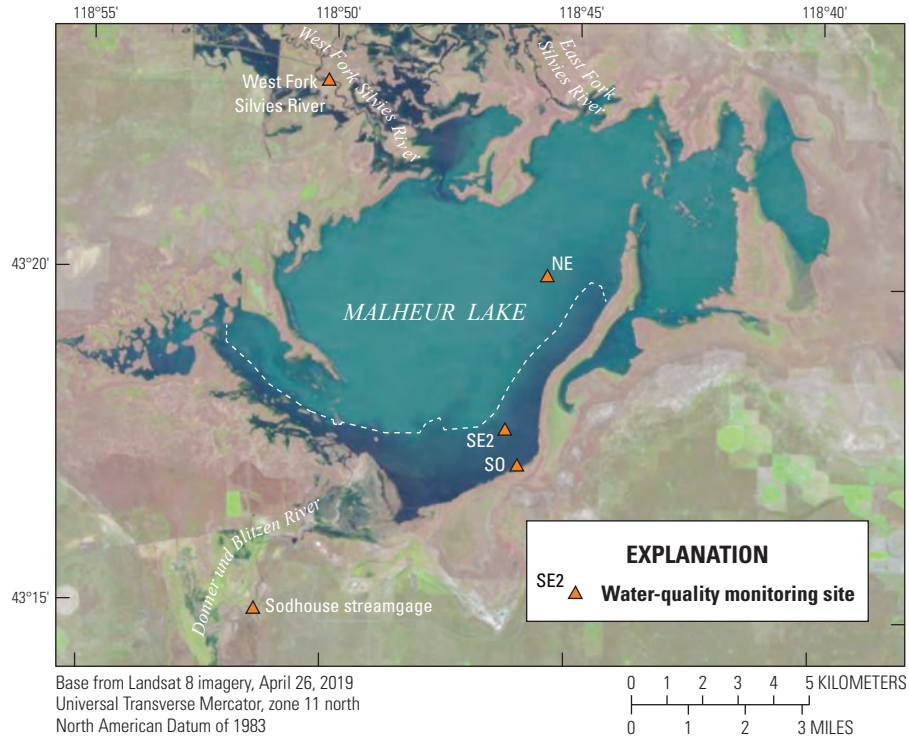 118°55' 118°50' 118°45' 118°40'
West Fork Silvies River
East Fork
Silvies River
West Fork
Silvies River
43°20'
NE
MALHEUR LAKE
SE2
SO
Donner und Blitzen River
Sodhouse streamgage
43°15'
EXPLANATION
SE2
Water-quality monitoring site
Base from Landsat 8 imagery, April 26, 2019
Universal Transverse Mercator, zone 11 north
North American Datum of 1983
0 1 2 3 4 5 KILOMETERS
0 1 2 3 MILES